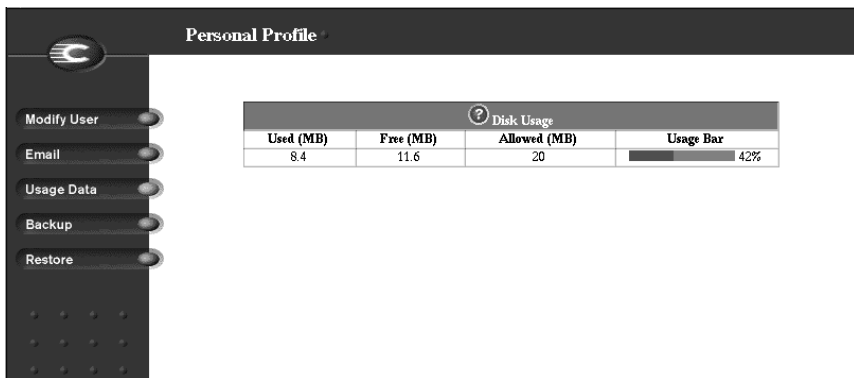 C
Personal Profile
Modify User
Email
Usage Data
Backup
Restore
? Disk Usage
Used (MB) Free (MB) Allowed (MB) Usage Bar
8.4 11.6 20 42%